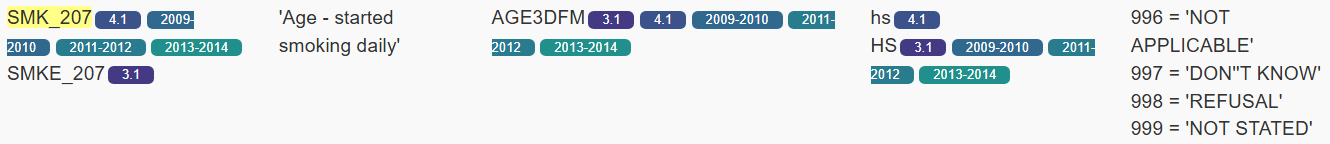 SMK_207 4.1 2009-2010 2011-2012 2013-2014
SMKE_207 3.1
'Age - started
smoking daily'
AGE3DFM 3.1 4.1 2009-2010 2011-
2012 2013-2014
hs 4.1
HS 3.1 2009-2010 2011-
2012 2013-2014
996 = 'NOT
APPLICABLE'
997 = 'DON"T KNOW'
998 = 'REFUSAL'
999 = 'NOT STATED'